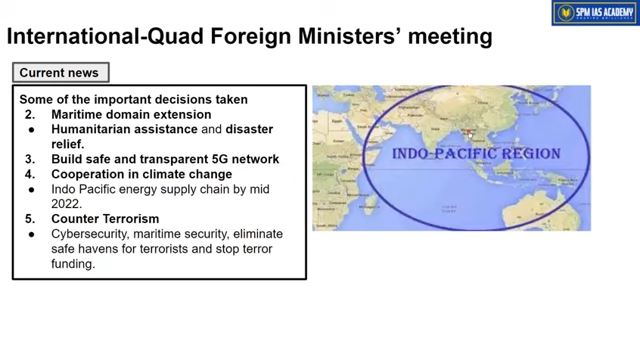 SPM IAS ACADEMY
International-Quad Foreign Ministers' meeting
Current news
Some of the important decisions taken
2. Maritime domain extension
● Humanitarian assistance and disaster
relief.
3. Build safe and transparent 5G network
4. Cooperation in climate change
● Indo Pacific energy supply chain by mid
2022.
5. Counter Terrorism
● Cybersecurity, maritime security, eliminate
safe havens for terrorists and stop terror
funding.
INDO-PACIFIC REGION